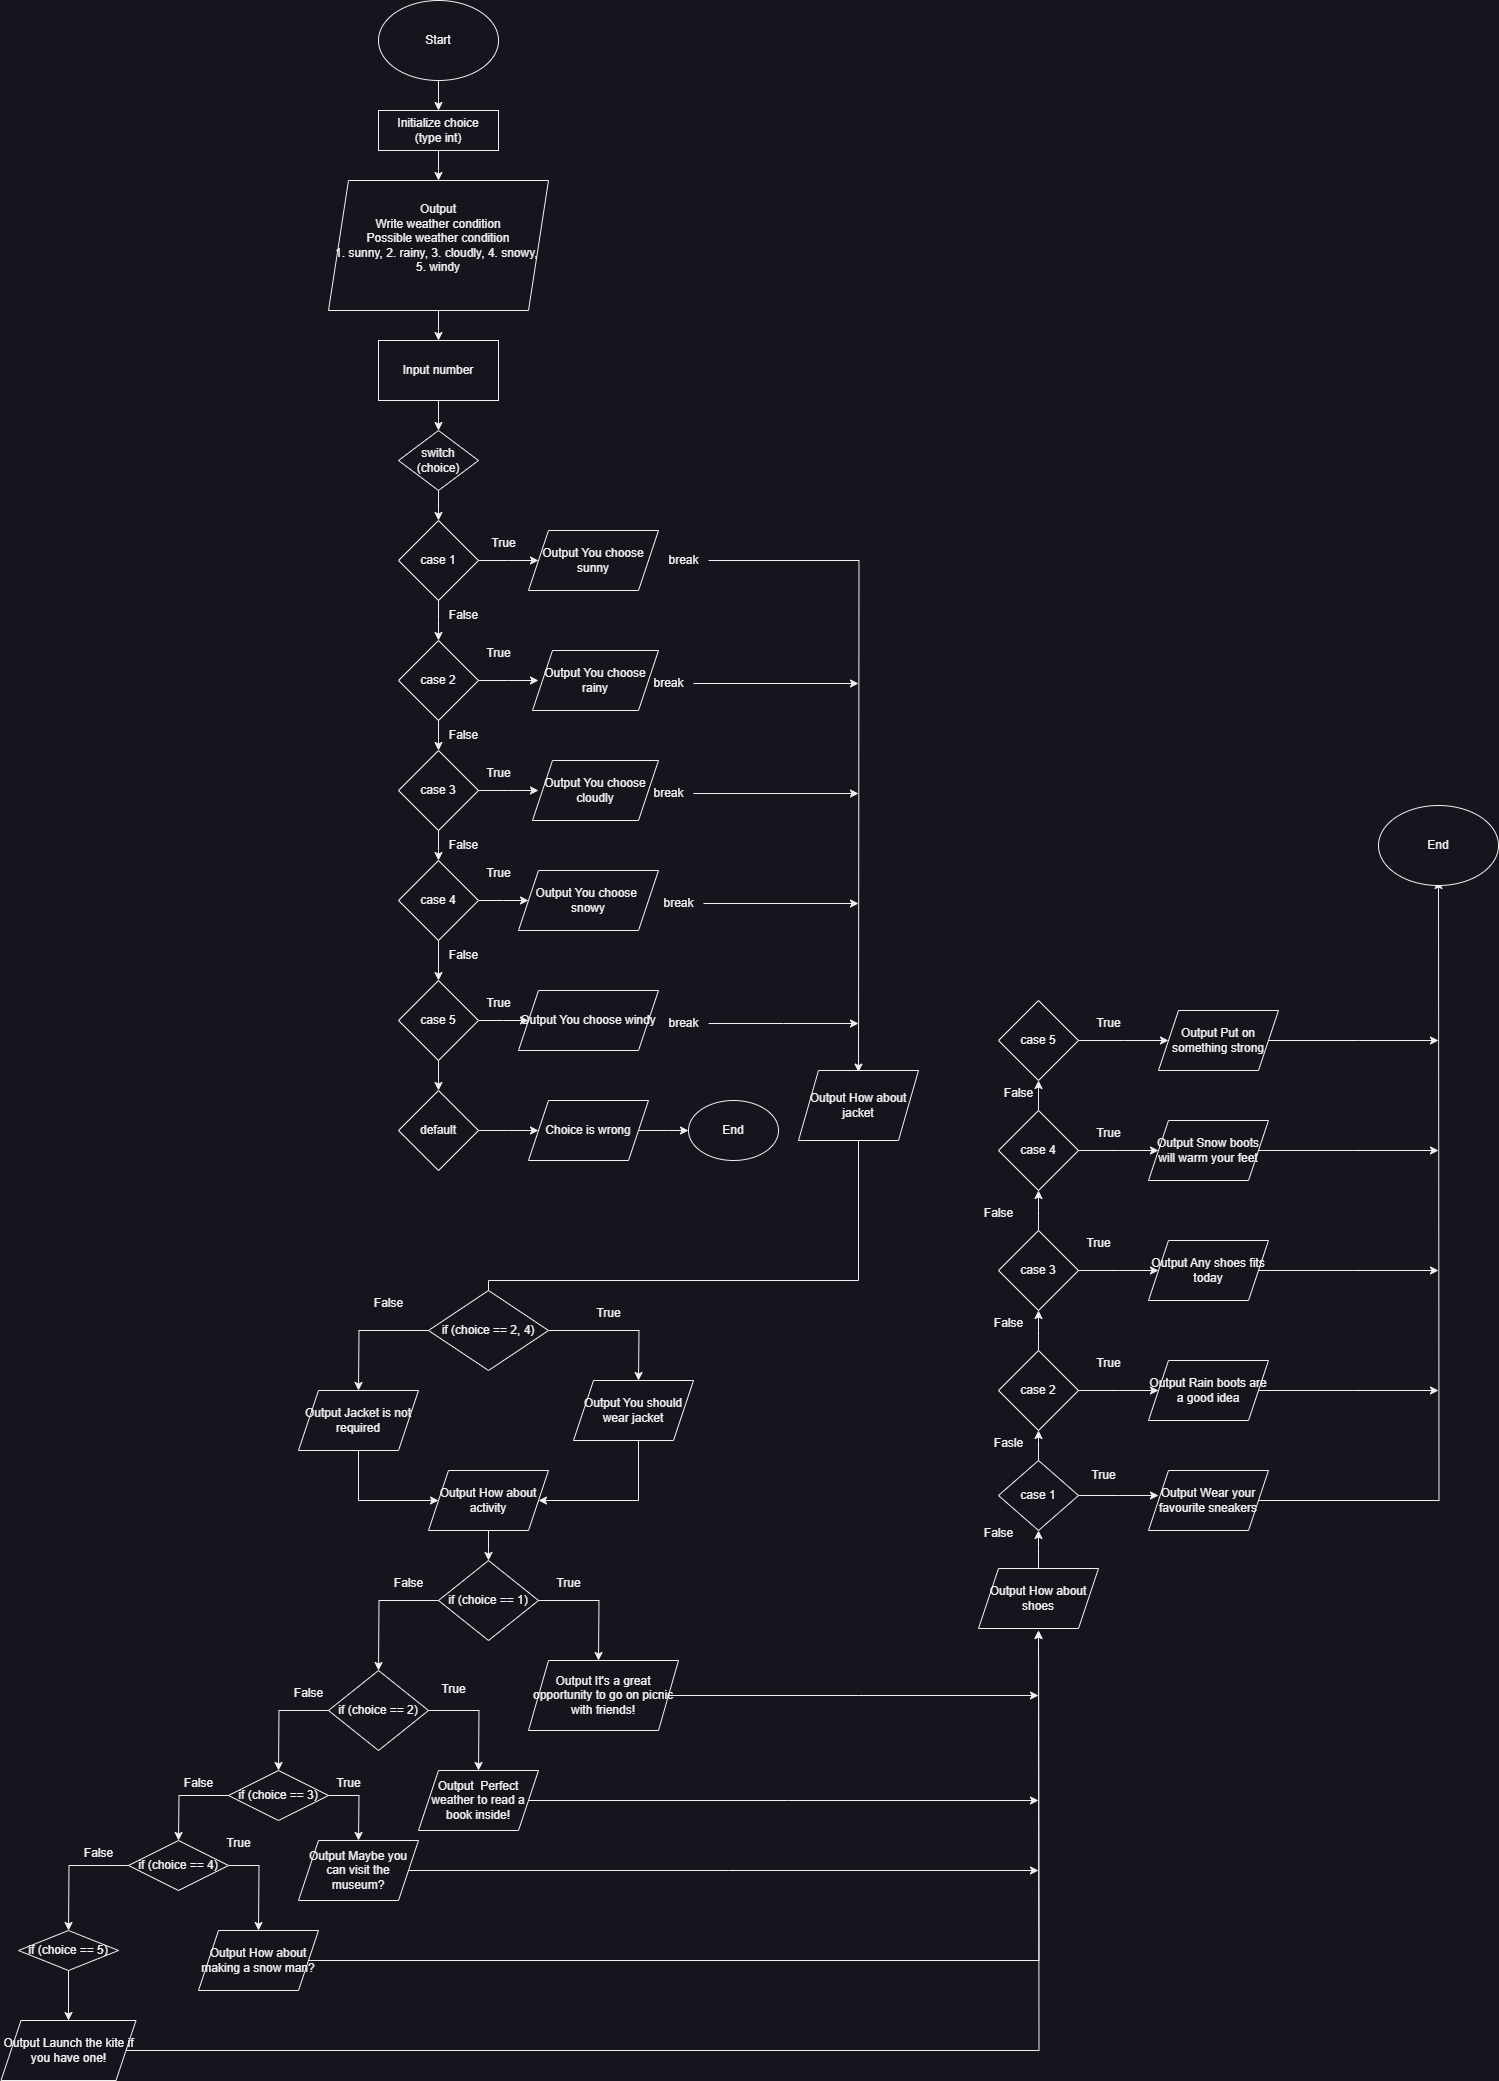 Start
Initialize choice
(type int)
Output
Write weather condition
Possible weather condition
1. sunny, 2. rainy, 3. cloudly, 4. snowy,
5. windy
Input number
switch
(choice)
case 1
True
Output You choose
sunny
break
False
case 2
True
Output You choose
rainy
break
False
case 3
True
Output You choose
cloudly
break
False
case 4
True
Output You choose
snowy
break
False
case 5
True
Output You choose windy
break
default
Choice is wrong
End
Output How about
jacket
if (choice == 2, 4)
False
True
Output Jacket is not
required
Output You should
wear jacket
Output How about
activity
if (choice == 1)
False
True
Output It's a great
opportunity to go on picnic
with friends!
if (choice == 2)
False
True
Output  Perfect
weather to read a
book inside!
if (choice == 3)
False
True
Output Maybe you
can visit the
museum?
if (choice == 4)
False
True
Output How about
making a snow man?
if (choice == 5)
Output Launch the kite if
you have one!
Output How about
shoes
False
case 1
True
Output Wear your
favourite sneakers
Fasle
case 2
True
Output Rain boots are
a good idea
False
case 3
True
Output Any shoes fits
today
False
case 4
True
Output Snow boots
will warm your feet
False
case 5
True
Output Put on
something strong
End